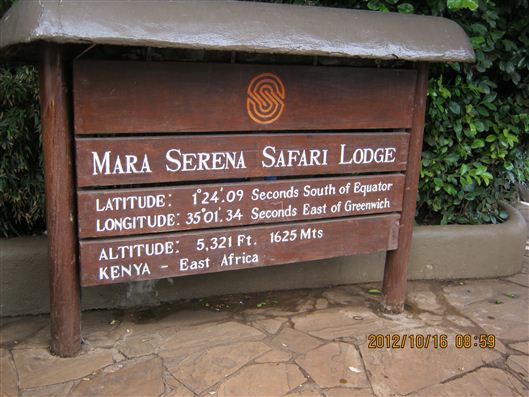 MARA SERENA SAFARI LODGE
LATITUDE: 1°24'.09 Seconds South of Equator
LONGITUDE: 35°01'.34 Seconds East of Greenwich
ALTITUDE: 5,321 Ft. 1625 Mts
KENYA - East Africa
2012/10/16 08:59